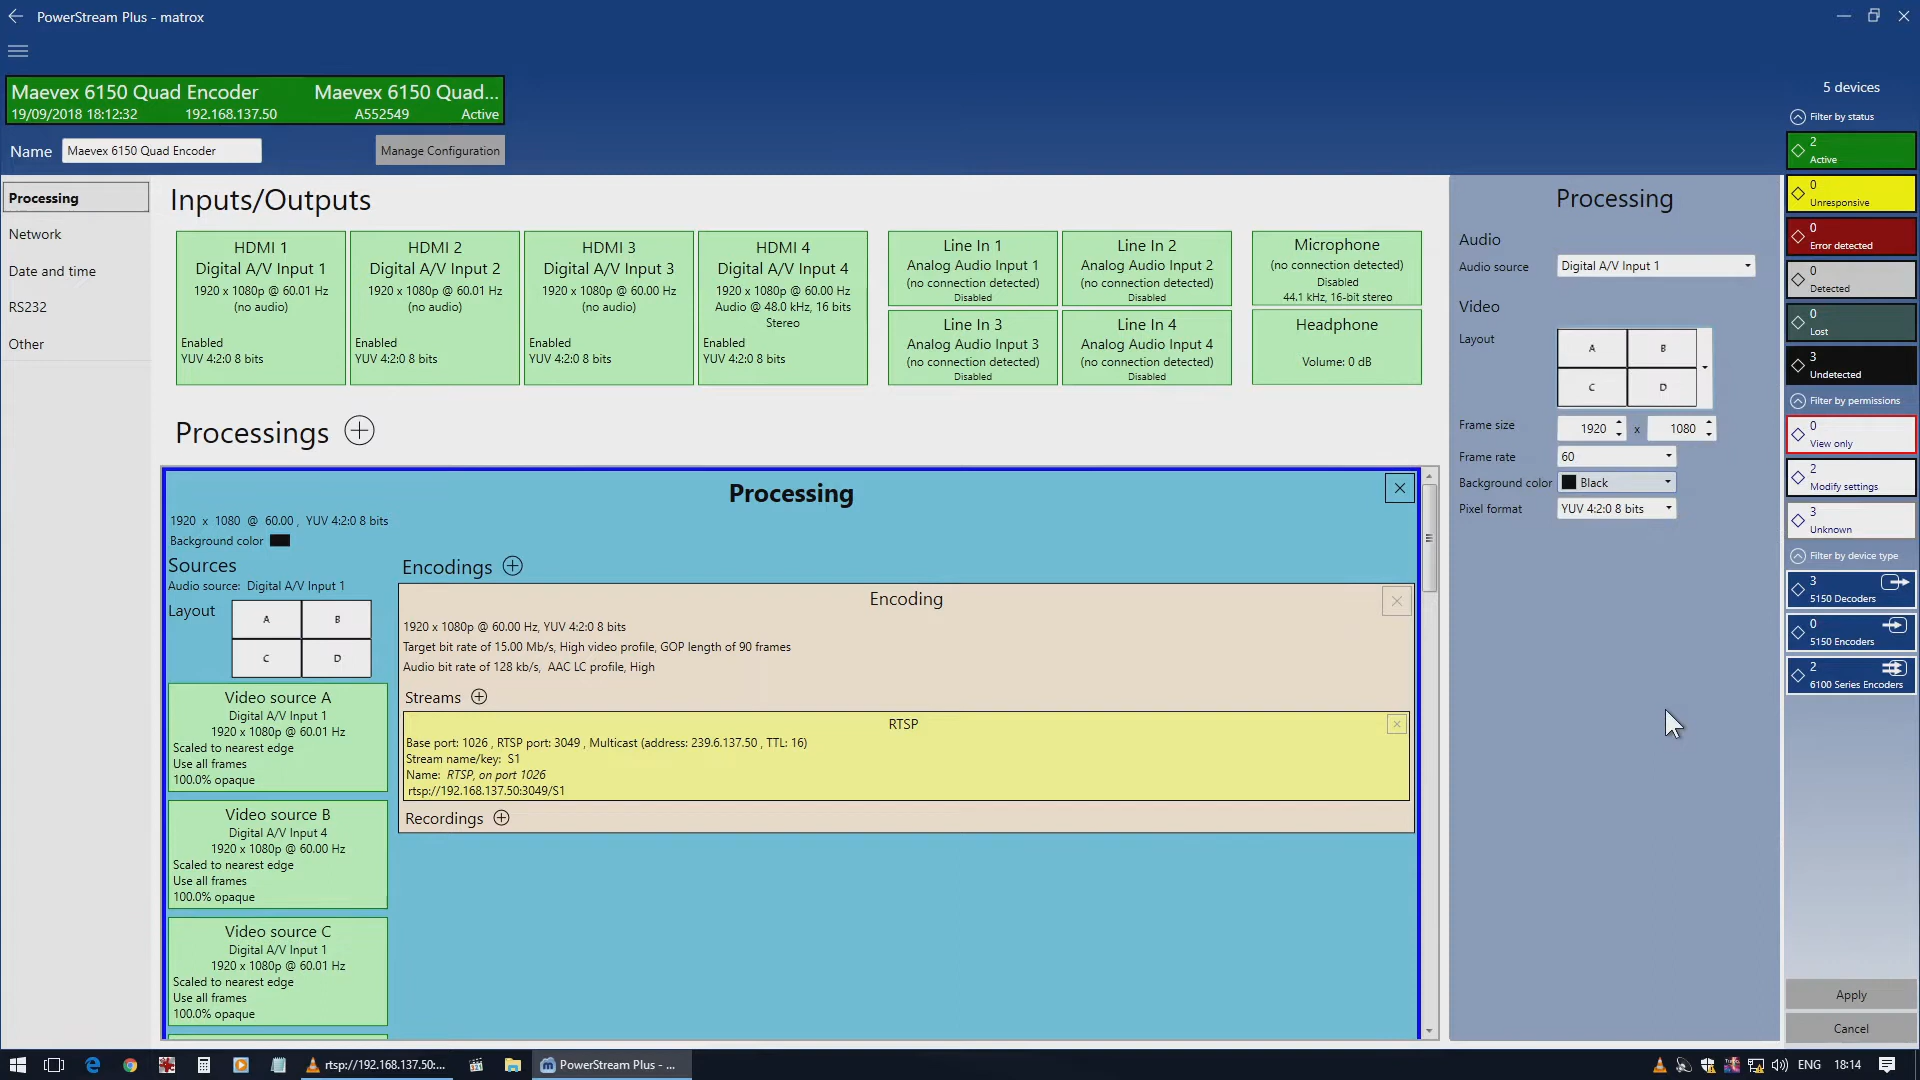 PowerStream Plus - matrox
Maevex 6150 Quad Encoder Maevex 6150 Quad...
19/09/2018 18:12:32 192.168.137.50 A552549 Active
Name Maevex 6150 Quad Encoder Manage Configuration
Processing
Network
Date and time
RS232
Other
Inputs/Outputs
HDMI 1
Digital A/V Input 1
1920 x 1080p @ 60.01 Hz
(no audio)
Enabled
YUV 4:2:0 8 bits
HDMI 2
Digital A/V Input 2
1920 x 1080p @ 60.01 Hz
(no audio)
Enabled
YUV 4:2:0 8 bits
HDMI 3
Digital A/V Input 3
1920 x 1080p @ 60.00 Hz
(no audio)
Enabled
YUV 4:2:0 8 bits
HDMI 4
Digital A/V Input 4
1920 x 1080p @ 60.00 Hz
Audio @ 48.0 kHz, 16 bits
Stereo
Enabled
YUV 4:2:0 8 bits
Line In 1
Analog Audio Input 1
(no connection detected)
Disabled
Line In 2
Analog Audio Input 2
(no connection detected)
Disabled
Line In 3
Analog Audio Input 3
(no connection detected)
Disabled
Line In 4
Analog Audio Input 4
(no connection detected)
Disabled
Microphone
(no connection detected)
Disabled
44.1 kHz, 16-bit stereo
Headphone
Volume: 0 dB
Processings
Processing
1920 x 1080 @ 60.00 , YUV 4:2:0 8 bits
Background color
Sources
Audio source: Digital A/V Input 1
Layout
A B
C D
Video source A
Digital A/V Input 1
1920 x 1080p @ 60.01 Hz
Scaled to nearest edge
Use all frames
100.0% opaque
Video source B
Digital A/V Input 4
1920 x 1080p @ 60.00 Hz
Scaled to nearest edge
Use all frames
100.0% opaque
Video source C
Digital A/V Input 1
1920 x 1080p @ 60.01 Hz
Scaled to nearest edge
Use all frames
100.0% opaque
Encodings
Encoding
1920 x 1080p @ 60.00 Hz, YUV 4:2:0 8 bits
Target bit rate of 15.00 Mb/s, High video profile, GOP length of 90 frames
Audio bit rate of 128 kb/s, AAC LC profile, High
Streams
RTSP
Base port: 1026 , RTSP port: 3049 , Multicast (address: 239.6.137.50 , TTL: 16)
Stream name/key: S1
Name: RTSP, on port 1026
rtsp://192.168.137.50:3049/S1
Recordings
Processing
Audio
Audio source Digital A/V Input 1
Video
Layout
A B
C D
Frame size 1920 x 1080
Frame rate 60
Background color Black
Pixel format YUV 4:2:0 8 bits
5 devices
Filter by status
2
Active
0
Unresponsive
0
Error detected
0
Detected
0
Lost
3
Undetected
Filter by permissions
0
View only
2
Modify settings
3
Unknown
Filter by device type
3
5150 Decoders
0
5150 Encoders
2
6100 Series Encoders
Apply
Cancel
rtsp://192.168.137.50:... PowerStream Plus - ... ENG 18:14